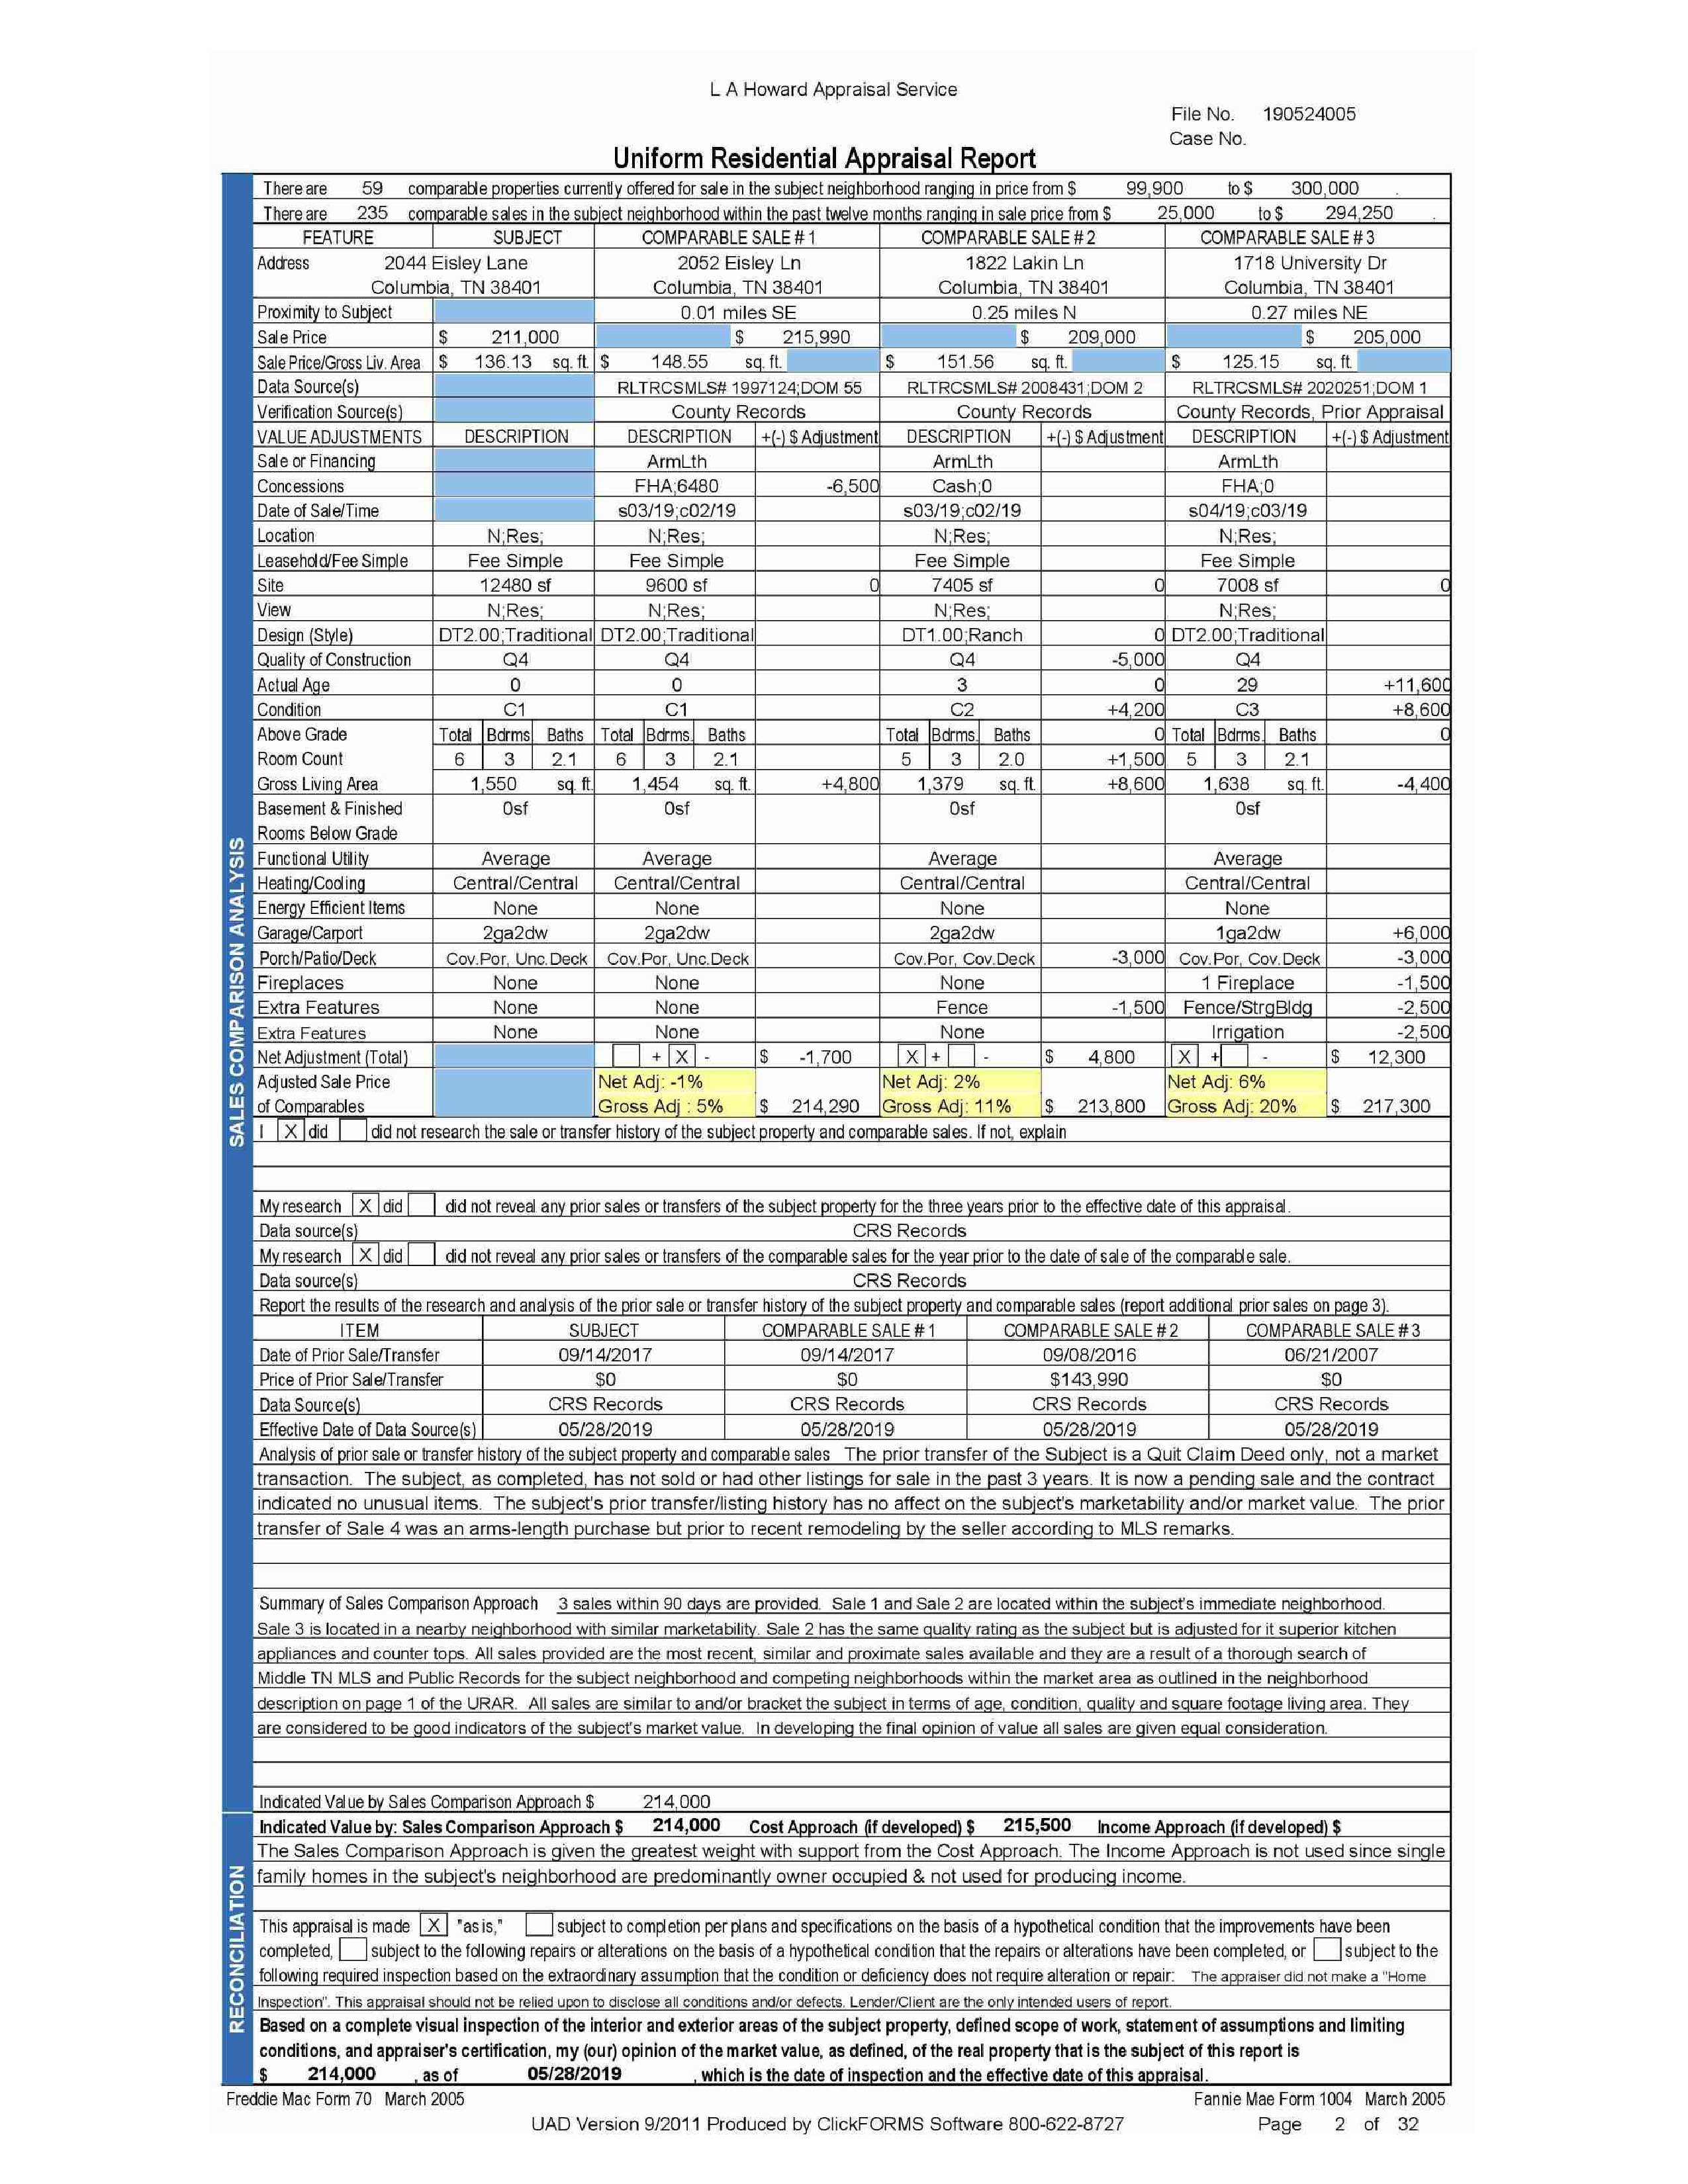 L A Howard Appraisal Service
File No. 190524005
Case No.
Uniform Residential Appraisal Report
There are 59 comparable properties currently offered for sale in the subject neighborhood ranging in price from $ 99,900 to $ 300,000 .
There are 235 comparable sales in the subject neighborhood within the past twelve months ranging in sale price from $ 25,000 to $ 294,250 .
FEATURE SUBJECT COMPARABLE SALE # 1 COMPARABLE SALE # 2 COMPARABLE SALE # 3
Address 2044 Eisley Lane 2052 Eisley Ln 1822 Lakin Ln 1718 University Dr
Columbia, TN 38401 Columbia, TN 38401 Columbia, TN 38401 Columbia, TN 38401
Proximity to Subject 0.01 miles SE 0.25 miles N 0.27 miles NE
Sale Price $ 211,000 $ 215,990 $ 209,000 $ 205,000
Sale Price/Gross Liv. Area $ 136.13 sq. ft. $ 148.55 sq. ft. $ 151.56 sq. ft. $ 125.15 sq. ft.
Data Source(s) RLTRCSMLS# 1997124;DOM 55 RLTRCSMLS# 2008431;DOM 2 RLTRCSMLS# 2020251;DOM 1
Verification Source(s) County Records County Records County Records, Prior Appraisal
VALUE ADJUSTMENTS DESCRIPTION DESCRIPTION +(-) $ Adjustment DESCRIPTION +(-) $ Adjustment DESCRIPTION +(-) $ Adjustment
Sale or Financing ArmLth ArmLth ArmLth
Concessions FHA;6480 -6,500 Cash;0 FHA;0
Date of Sale/Time s03/19;c02/19 s03/19;c02/19 s04/19;c03/19
Location N;Res; N;Res; N;Res; N;Res;
Leasehold/Fee Simple Fee Simple Fee Simple Fee Simple Fee Simple
Site 12480 sf 9600 sf 0 7405 sf 0 7008 sf 0
View N;Res; N;Res; N;Res; N;Res;
Design (Style) DT2.00;Traditional DT2.00;Traditional DT1.00;Ranch 0 DT2.00;Traditional
Quality of Construction Q4 Q4 Q4 -5,000 Q4
Actual Age 0 0 3 0 29 +11,600
Condition C1 C1 C2 +4,200 C3 +8,600
Above Grade Total Bdrms. Baths Total Bdrms. Baths Total Bdrms. Baths 0 Total Bdrms. Baths 0
Room Count 6 3 2.1 6 3 2.1 5 3 2.0 +1,500 5 3 2.1
Gross Living Area 1,550 sq. ft. 1,454 sq. ft. +4,800 1,379 sq. ft. +8,600 1,638 sq. ft. -4,400
Basement & Finished 0sf 0sf 0sf 0sf
Rooms Below Grade
Functional Utility Average Average Average Average
Heating/Cooling Central/Central Central/Central Central/Central Central/Central
Energy Efficient Items None None None None
Garage/Carport 2ga2dw 2ga2dw 2ga2dw 1ga2dw +6,000
Porch/Patio/Deck Cov.Por, Unc.Deck Cov.Por, Unc.Deck Cov.Por, Cov.Deck -3,000 Cov.Por, Cov.Deck -3,000
Fireplaces None None None 1 Fireplace -1,500
Extra Features None None Fence -1,500 Fence/StrgBldg -2,500
Extra Features None None None Irrigation -2,500
Net Adjustment (Total) + X - $ -1,700 X + - $ 4,800 X + - $ 12,300
Adjusted Sale Price Net Adj: -1% Net Adj: 2% Net Adj: 6%
of Comparables Gross Adj : 5% $ 214,290 Gross Adj: 11% $ 213,800 Gross Adj: 20% $ 217,300
I X did did not research the sale or transfer history of the subject property and comparable sales. If not, explain
My research X did did not reveal any prior sales or transfers of the subject property for the three years prior to the effective date of this appraisal.
Data source(s) CRS Records
My research X did did not reveal any prior sales or transfers of the comparable sales for the year prior to the date of sale of the comparable sale.
Data source(s) CRS Records
Report the results of the research and analysis of the prior sale or transfer history of the subject property and comparable sales (report additional prior sales on page 3).
ITEM SUBJECT COMPARABLE SALE # 1 COMPARABLE SALE # 2 COMPARABLE SALE # 3
Date of Prior Sale/Transfer 09/14/2017 09/14/2017 09/08/2016 06/21/2007
Price of Prior Sale/Transfer $0 $0 $143,990 $0
Data Source(s) CRS Records CRS Records CRS Records CRS Records
Effective Date of Data Source(s) 05/28/2019 05/28/2019 05/28/2019 05/28/2019
Analysis of prior sale or transfer history of the subject property and comparable sales The prior transfer of the Subject is a Quit Claim Deed only, not a market
transaction. The subject, as completed, has not sold or had other listings for sale in the past 3 years. It is now a pending sale and the contract
indicated no unusual items. The subject's prior transfer/listing history has no affect on the subject's marketability and/or market value. The prior
transfer of Sale 4 was an arms-length purchase but prior to recent remodeling by the seller according to MLS remarks.
Summary of Sales Comparison Approach 3 sales within 90 days are provided. Sale 1 and Sale 2 are located within the subject's immediate neighborhood.
Sale 3 is located in a nearby neighborhood with similar marketability. Sale 2 has the same quality rating as the subject but is adjusted for it superior kitchen
appliances and counter tops. All sales provided are the most recent, similar and proximate sales available and they are a result of a thorough search of
Middle TN MLS and Public Records for the subject neighborhood and competing neighborhoods within the market area as outlined in the neighborhood
description on page 1 of the URAR. All sales are similar to and/or bracket the subject in terms of age, condition, quality and square footage living area. They
are considered to be good indicators of the subject's market value. In developing the final opinion of value all sales are given equal consideration.
Indicated Value by Sales Comparison Approach $ 214,000
SALES COMPARISON ANALYSIS
Indicated Value by: Sales Comparison Approach $ 214,000 Cost Approach (if developed) $ 215,500 Income Approach (if developed) $
The Sales Comparison Approach is given the greatest weight with support from the Cost Approach. The Income Approach is not used since single
family homes in the subject's neighborhood are predominantly owner occupied & not used for producing income.
This appraisal is made X "as is," subject to completion per plans and specifications on the basis of a hypothetical condition that the improvements have been
completed, subject to the following repairs or alterations on the basis of a hypothetical condition that the repairs or alterations have been completed, or subject to the
following required inspection based on the extraordinary assumption that the condition or deficiency does not require alteration or repair: The appraiser did not make a "Home
Inspection". This appraisal should not be relied upon to disclose all conditions and/or defects. Lender/Client are the only intended users of report.
Based on a complete visual inspection of the interior and exterior areas of the subject property, defined scope of work, statement of assumptions and limiting
conditions, and appraiser's certification, my (our) opinion of the market value, as defined, of the real property that is the subject of this report is
$ 214,000 , as of 05/28/2019 , which is the date of inspection and the effective date of this appraisal.
RECONCILIATION
Freddie Mac Form 70 March 2005 Fannie Mae Form 1004 March 2005
UAD Version 9/2011 Produced by ClickFORMS Software 800-622-8727 Page 2 of 32